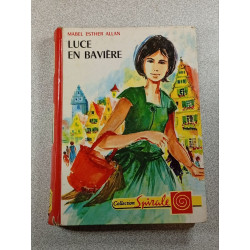 MABEL ESTHER ALLAN
LUCE
EN BAVIÈRE
Collection Spirale